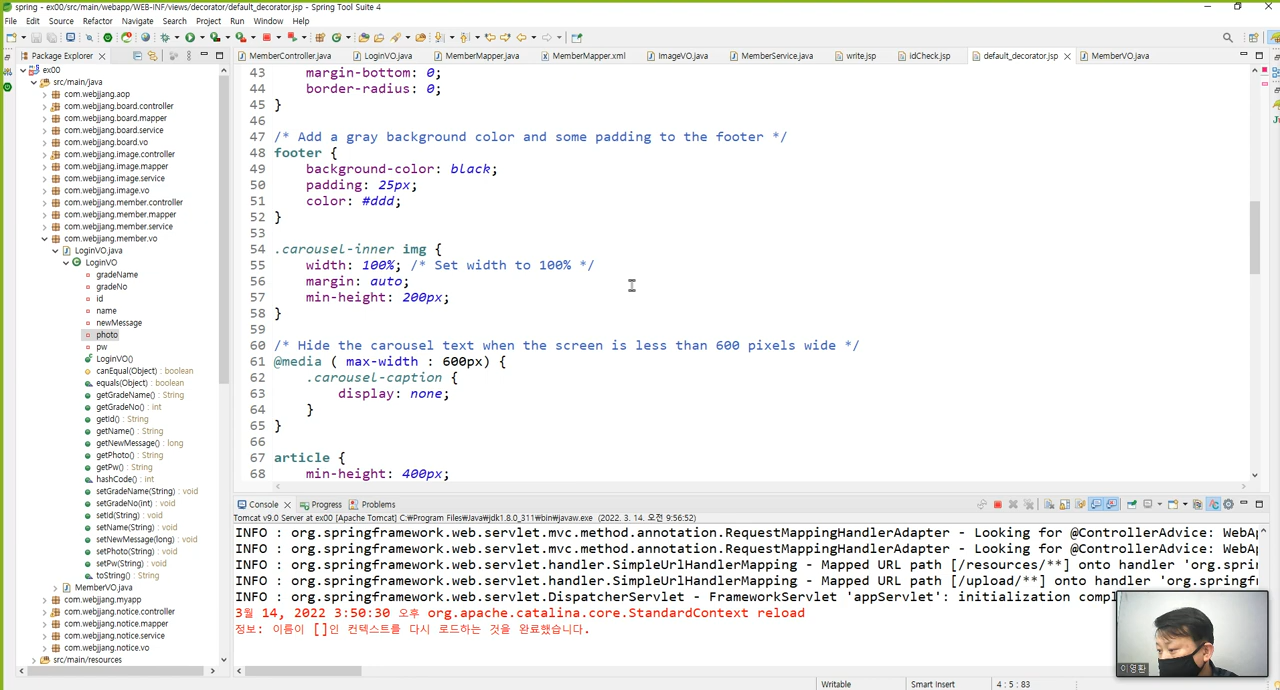 spring - ex00/src/main/webapp/WEB-INF/views/decorator/default_decorator.jsp - Spring Tool Suite 4
File Edit Source Refactor Navigate Search Project Run Window Help
Package Explorer
ex00
src/main/java
com.webjjang.aop
com.webjjang.board.controller
com.webjjang.board.mapper
com.webjjang.board.service
com.webjjang.board.vo
com.webjjang.image.controller
com.webjjang.image.mapper
com.webjjang.image.service
com.webjjang.image.vo
com.webjjang.member.controller
com.webjjang.member.mapper
com.webjjang.member.service
com.webjjang.member.vo
LoginVO.java
LoginVO
gradeName
gradeNo
id
name
newMessage
photo
pw
LoginVO()
canEqual(Object) : boolean
equals(Object) : boolean
getGradeName() : String
getGradeNo() : int
getId() : String
getName() : String
getNewMessage() : long
getPhoto() : String
getPw() : String
hashCode() : int
setGradeName(String) : void
setGradeNo(int) : void
setId(String) : void
setName(String) : void
setNewMessage(long) : void
setPhoto(String) : void
setPw(String) : void
toString() : String
MemberVO.java
com.webjjang.myapp
com.webjjang.notice.controller
com.webjjang.notice.mapper
com.webjjang.notice.service
com.webjjang.notice.vo
src/main/resources
MemberController.java LoginVO.java MemberMapper.java MemberMapper.xml ImageVO.java MemberService.java write.jsp idCheck.jsp default_decorator.jsp MemberVO.java
43 margin-bottom: 0;
44 border-radius: 0;
45 }
46
47 /* Add a gray background color and some padding to the footer */
48 footer {
49 background-color: black;
50 padding: 25px;
51 color: #ddd;
52 }
53
54 .carousel-inner img {
55 width: 100%; /* Set width to 100% */
56 margin: auto;
57 min-height: 200px;
58 }
59
60 /* Hide the carousel text when the screen is less than 600 pixels wide */
61 @media ( max-width : 600px) {
62 .carousel-caption {
63 display: none;
64 }
65 }
66
67 article {
68 min-height: 400px;
Console Progress Problems
Tomcat v9.0 Server at ex00 [Apache Tomcat] C:₩Program Files₩Java₩jdk1.8.0_311₩bin₩javaw.exe (2022. 3. 14. 오전 9:56:52)
INFO : org.springframework.web.servlet.mvc.method.annotation.RequestMappingHandlerAdapter - Looking for @ControllerAdvice: WebAp
INFO : org.springframework.web.servlet.mvc.method.annotation.RequestMappingHandlerAdapter - Looking for @ControllerAdvice: WebAp
INFO : org.springframework.web.servlet.handler.SimpleUrlHandlerMapping - Mapped URL path [/resources/**] onto handler 'org.sprin
INFO : org.springframework.web.servlet.handler.SimpleUrlHandlerMapping - Mapped URL path [/upload/**] onto handler 'org.springfr
INFO : org.springframework.web.servlet.DispatcherServlet - FrameworkServlet 'appServlet': initialization compl
3월 14, 2022 3:50:30 오후 org.apache.catalina.core.StandardContext reload
정보: 이름이 []인 컨텍스트를 다시 로드하는 것을 완료했습니다.
이영환
Writable Smart Insert 4 : 5 : 83